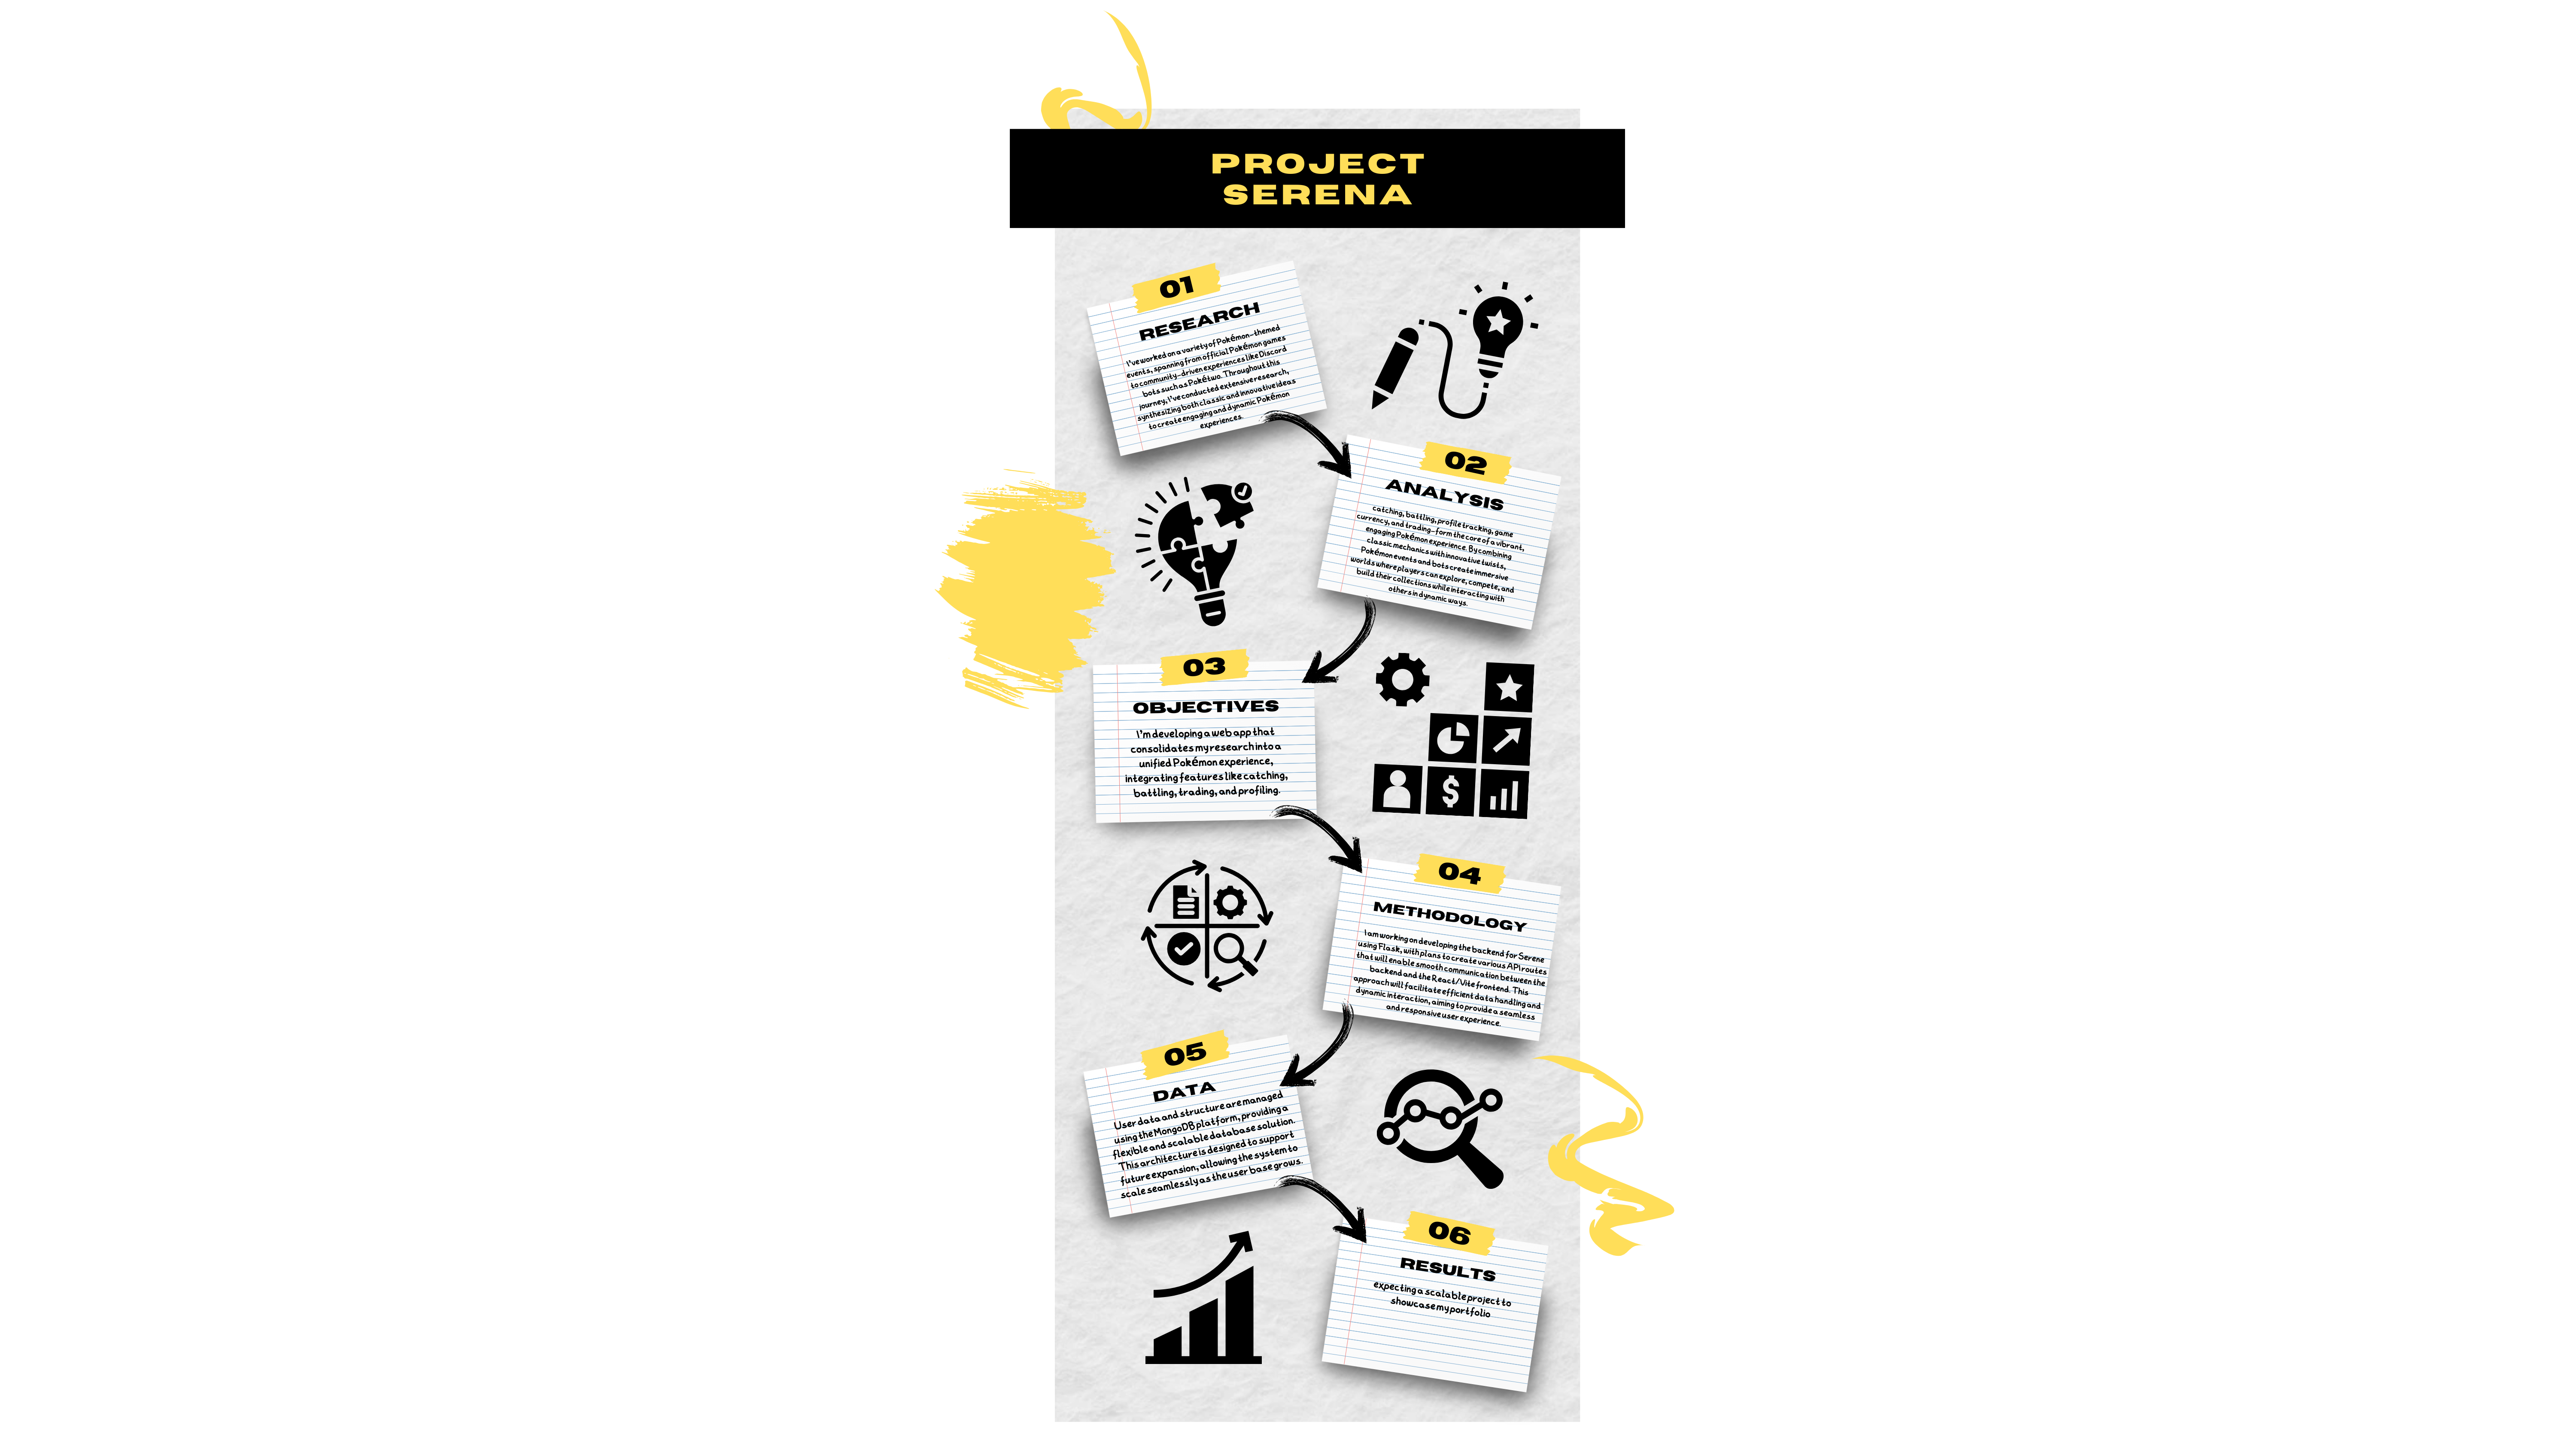 PROJECT
SERENA
01
RESEARCH
I've worked on a variety of Pokémon-themed
events, spanning from official Pokémon games
to community-driven experiences like Discord
bots such as Pokétwo. Throughout this
journey, I've conducted extensive research,
synthesizing both classic and innovative ideas
to create engaging and dynamic Pokémon
experiences.
02
ANALYSIS
catching, battling, profile tracking, game
currency, and trading-form the core of a vibrant,
engaging Pokémon experience. By combining
classic mechanics with innovative twists,
Pokémon events and bots create immersive
worlds where players can explore, compete, and
build their collections while interacting with
others in dynamic ways.
03
OBJECTIVES
I'm developing a web app that
consolidates my research into a
unified Pokémon experience,
integrating features like catching,
battling, trading, and profiling.
04
METHODOLOGY
I am working on developing the backend for Serene
using Flask, with plans to create various API routes
that will enable smooth communication between the
backend and the React/Vite frontend. This
approach will facilitate efficient data handling and
dynamic interaction, aiming to provide a seamless
and responsive user experience.
05
DATA
User data and structure are managed
using the MongoDB platform, providing a
flexible and scalable database solution.
This architecture is designed to support
future expansion, allowing the system to
scale seamlessly as the user base grows.
06
RESULTS
expecting a scalable project to
showcase my portfolio